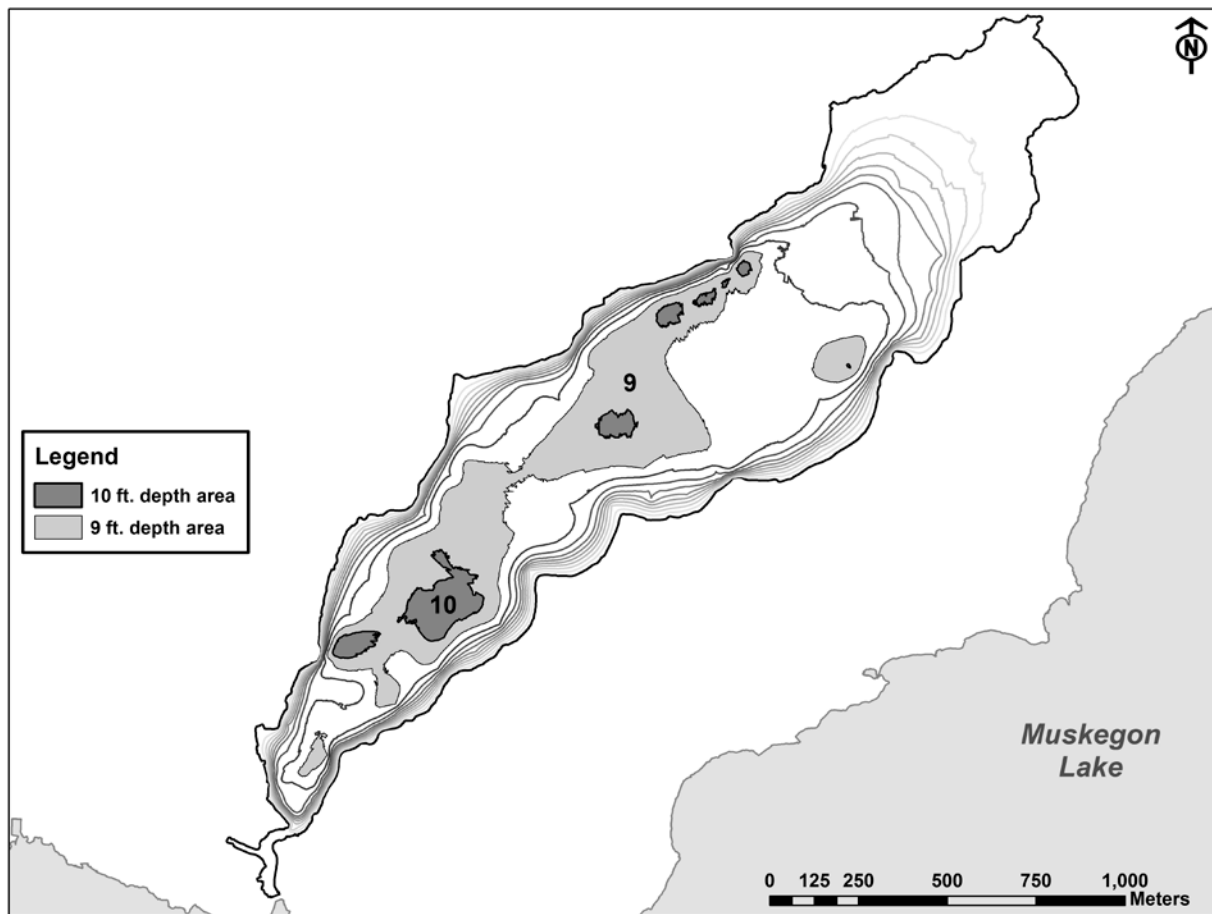 N
9
Legend
10 ft. depth area
9 ft. depth area
10
Muskegon
Lake
0 125 250 500 750 1,000
Meters